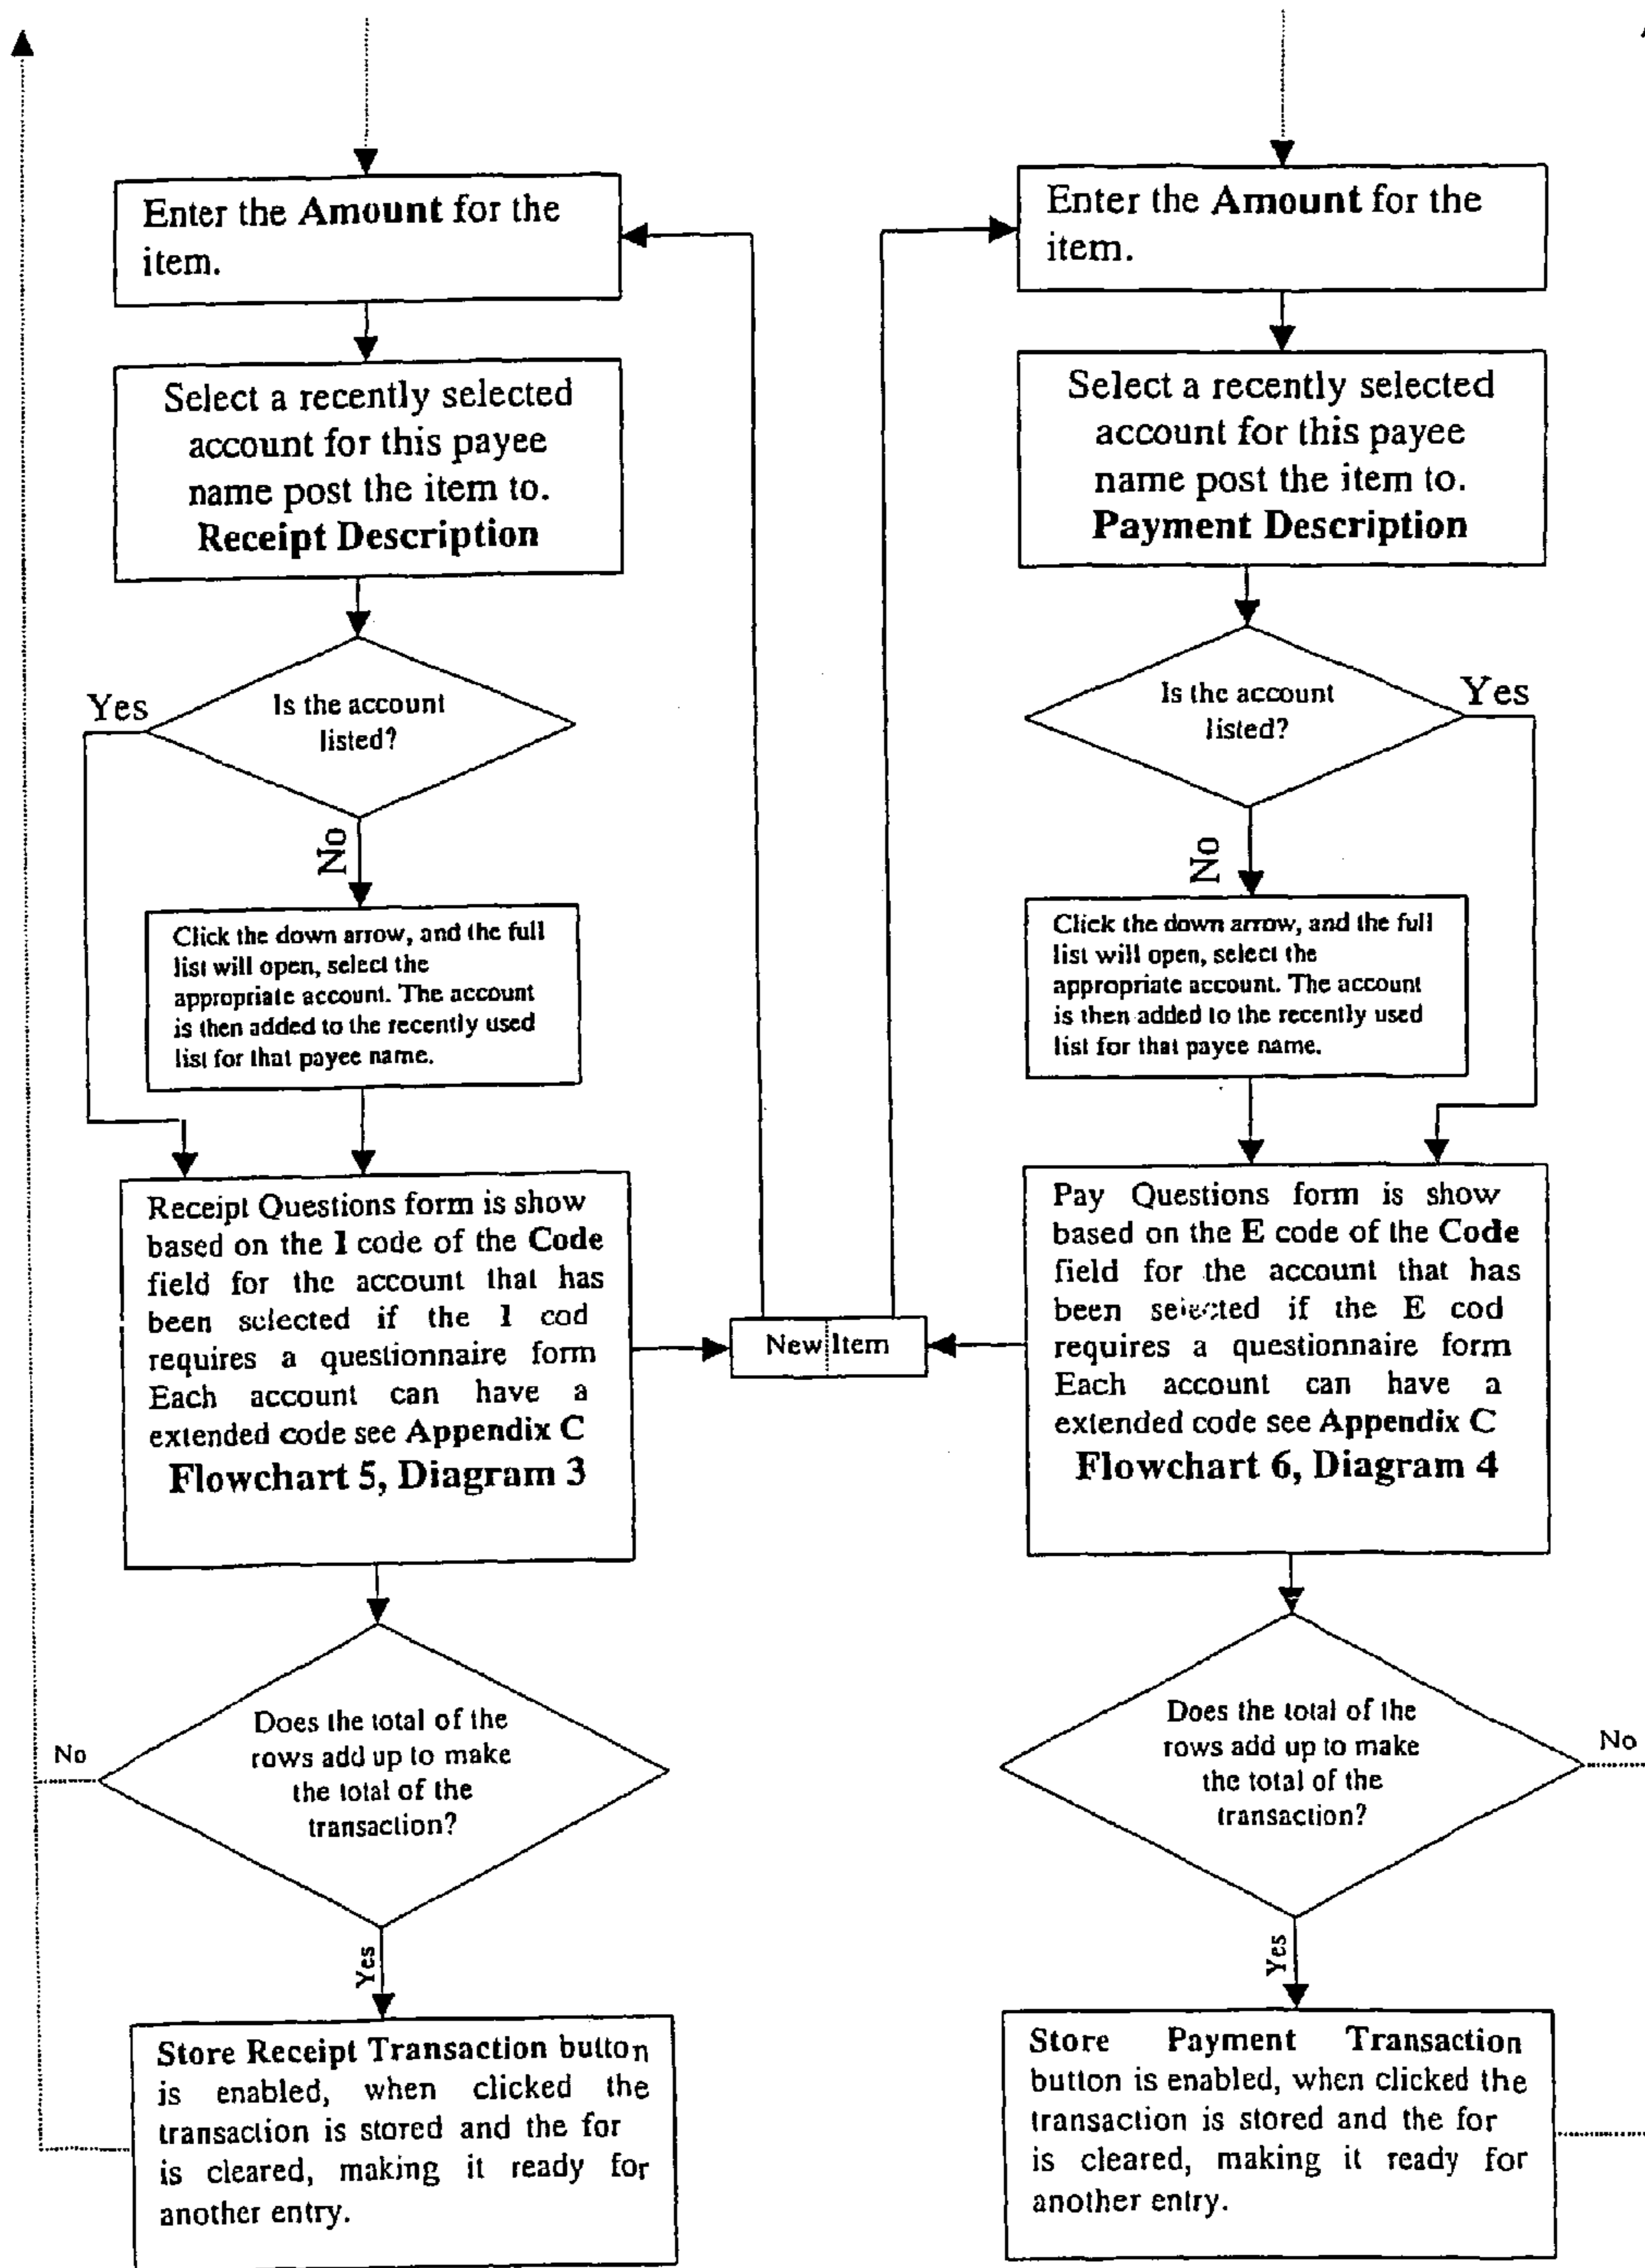 Enter the Amount for the
item.
Select a recently selected
account for this payee
name post the item to.
Receipt Description
Is the account
listed?
Yes
No
Click the down arrow, and the full
list will open, select the
appropriate account. The account
is then added to the recently used
list for that payee name.
Receipt Questions form is show
based on the I code of the Code
field for the account that has
been selected if the I cod
requires a questionnaire form
Each account can have a
extended code see Appendix C
Flowchart 5, Diagram 3
Does the total of the
rows add up to make
the total of the
transaction?
No
Yes
Store Receipt Transaction button
is enabled, when clicked the
transaction is stored and the for
is cleared, making it ready for
another entry.
New Item
Enter the Amount for the
item.
Select a recently selected
account for this payee
name post the item to.
Payment Description
Is the account
listed?
Yes
No
Click the down arrow, and the full
list will open, select the
appropriate account. The account
is then added to the recently used
list for that payee name.
Pay Questions form is show
based on the E code of the Code
field for the account that has
been selected if the E cod
requires a questionnaire form
Each account can have a
extended code see Appendix C
Flowchart 6, Diagram 4
Does the total of the
rows add up to make
the total of the
transaction?
No
Yes
Store Payment Transaction
button is enabled, when clicked the
transaction is stored and the for
is cleared, making it ready for
another entry.